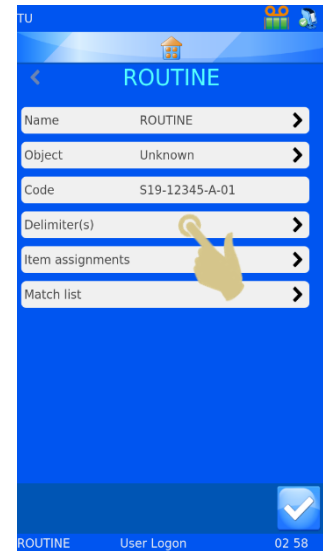 TU
ROUTINE
Name ROUTINE
Object Unknown
Code S19-12345-A-01
Delimiter(s)
Item assignments
Match list
ROUTINE User Logon 02 58